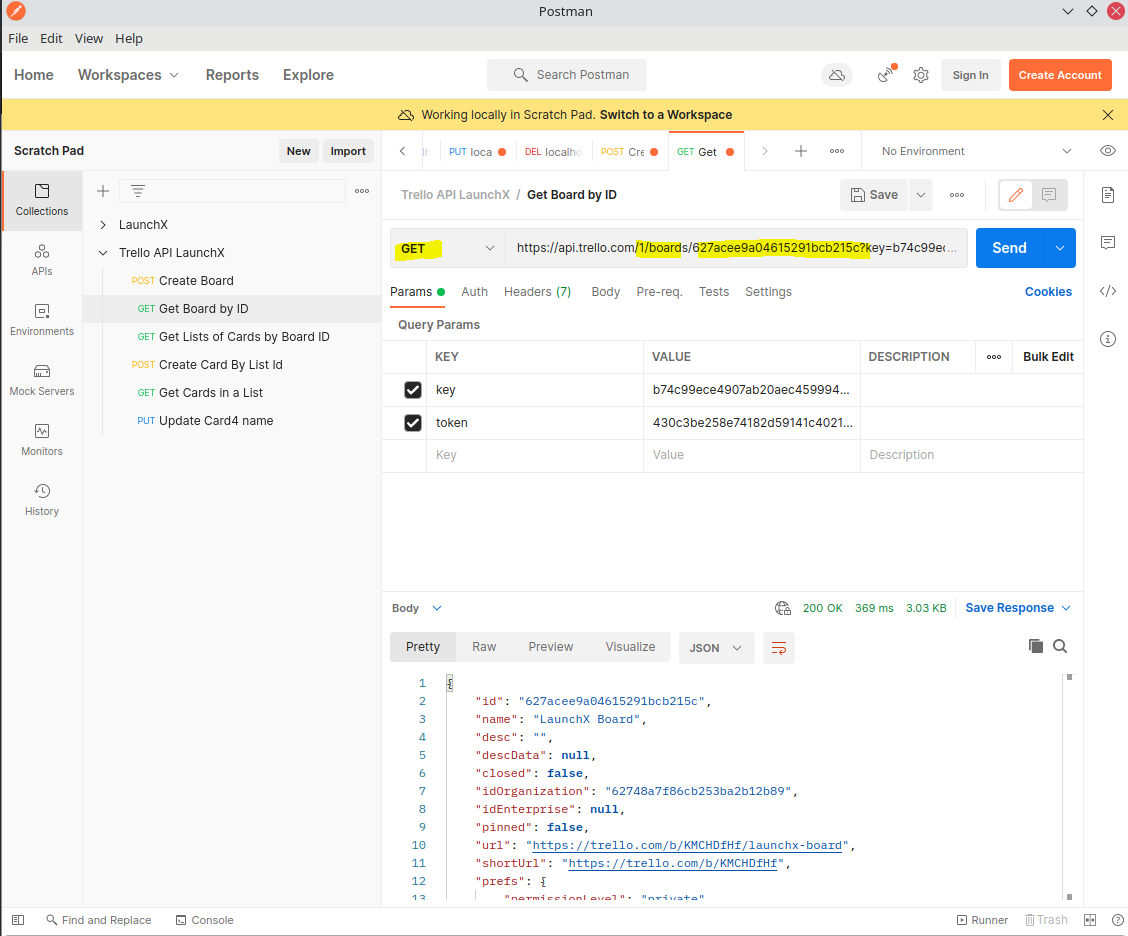 Postman
File Edit View Help
Home Workspaces Reports Explore Search Postman Sign In Create Account
Working locally in Scratch Pad. Switch to a Workspace
Scratch Pad New Import
PUT loca DEL localho POST Cre GET Get No Environment
Collections
APIs
Environments
Mock Servers
Monitors
History
LaunchX
Trello API LaunchX
POST Create Board
GET Get Board by ID
GET Get Lists of Cards by Board ID
POST Create Card By List Id
GET Get Cards in a List
PUT Update Card4 name
Trello API LaunchX / Get Board by ID Save
GET https://api.trello.com/1/boards/627acee9a04615291bcb215c?key=b74c99ec... Send
Params Auth Headers (7) Body Pre-req. Tests Settings Cookies
Query Params
KEY VALUE DESCRIPTION Bulk Edit
key b74c99ece4907ab20aec459994...
token 430c3be258e74182d59141c4021...
Key Value Description
Body 200 OK 369 ms 3.03 KB Save Response
Pretty Raw Preview Visualize JSON
1 {
2 "id": "627acee9a04615291bcb215c",
3 "name": "LaunchX Board",
4 "desc": "",
5 "descData": null,
6 "closed": false,
7 "idOrganization": "62748a7f86cb253ba2b12b89",
8 "idEnterprise": null,
9 "pinned": false,
10 "url": "https://trello.com/b/KMCHDfHf/launchx-board",
11 "shortUrl": "https://trello.com/b/KMCHDfHf",
12 "prefs": {
13 "permissionLevel": "private"
Find and Replace Console Runner Trash